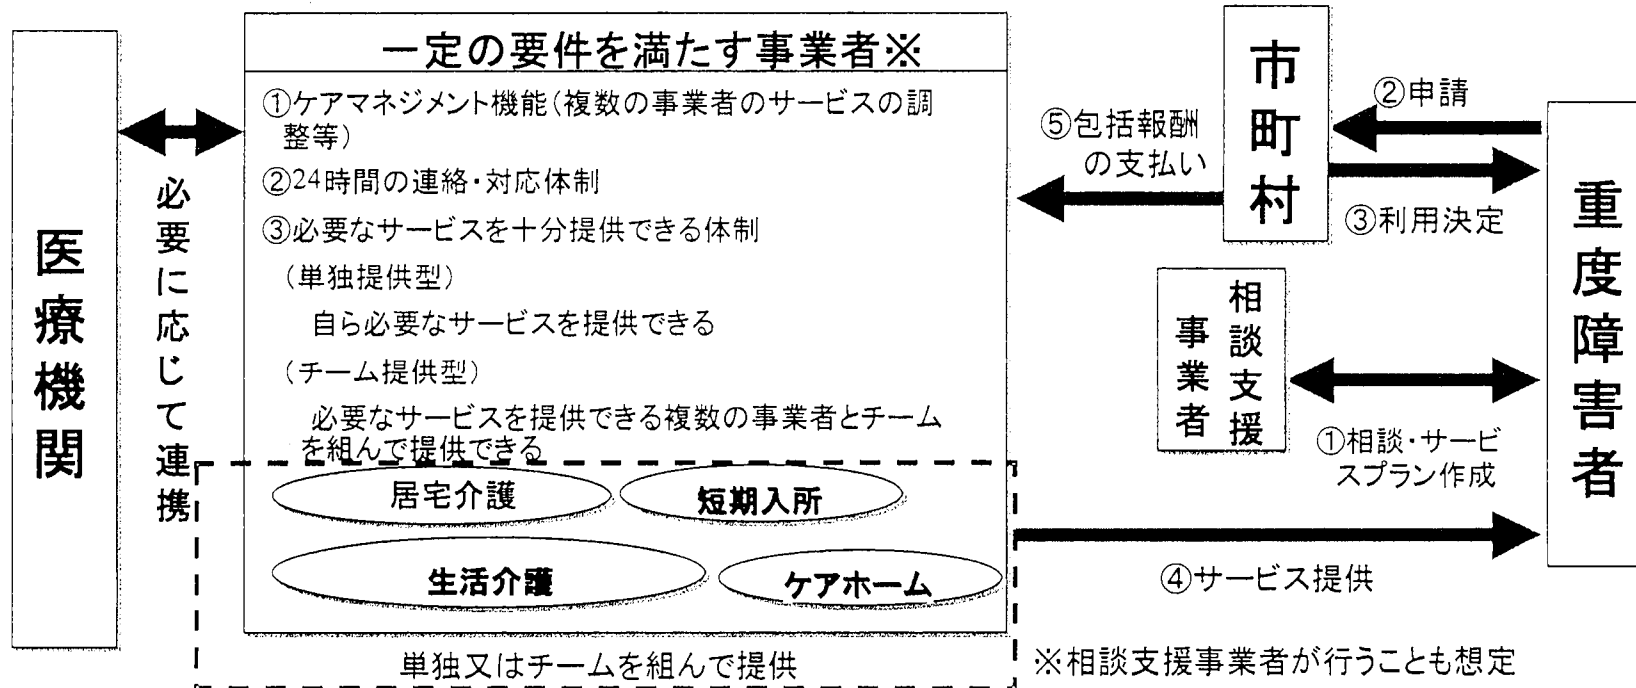 医療機関
必要に応じて連携
一定の要件を満たす事業者※
①ケアマネジメント機能(複数の事業者のサービスの調
整等)
②24時間の連絡・対応体制
③必要なサービスを十分提供できる体制
(単独提供型)
自ら必要なサービスを提供できる
(チーム提供型)
必要なサービスを提供できる複数の事業者とチーム
を組んで提供できる
居宅介護
短期入所
生活介護
ケアホーム
単独又はチームを組んで提供
⑤包括報酬
の支払い
市町村
②申請
③利用決定
相談支援
事業者
①相談・サービ
スプラン作成
④サービス提供
重度障害者
※相談支援事業者が行うことも想定